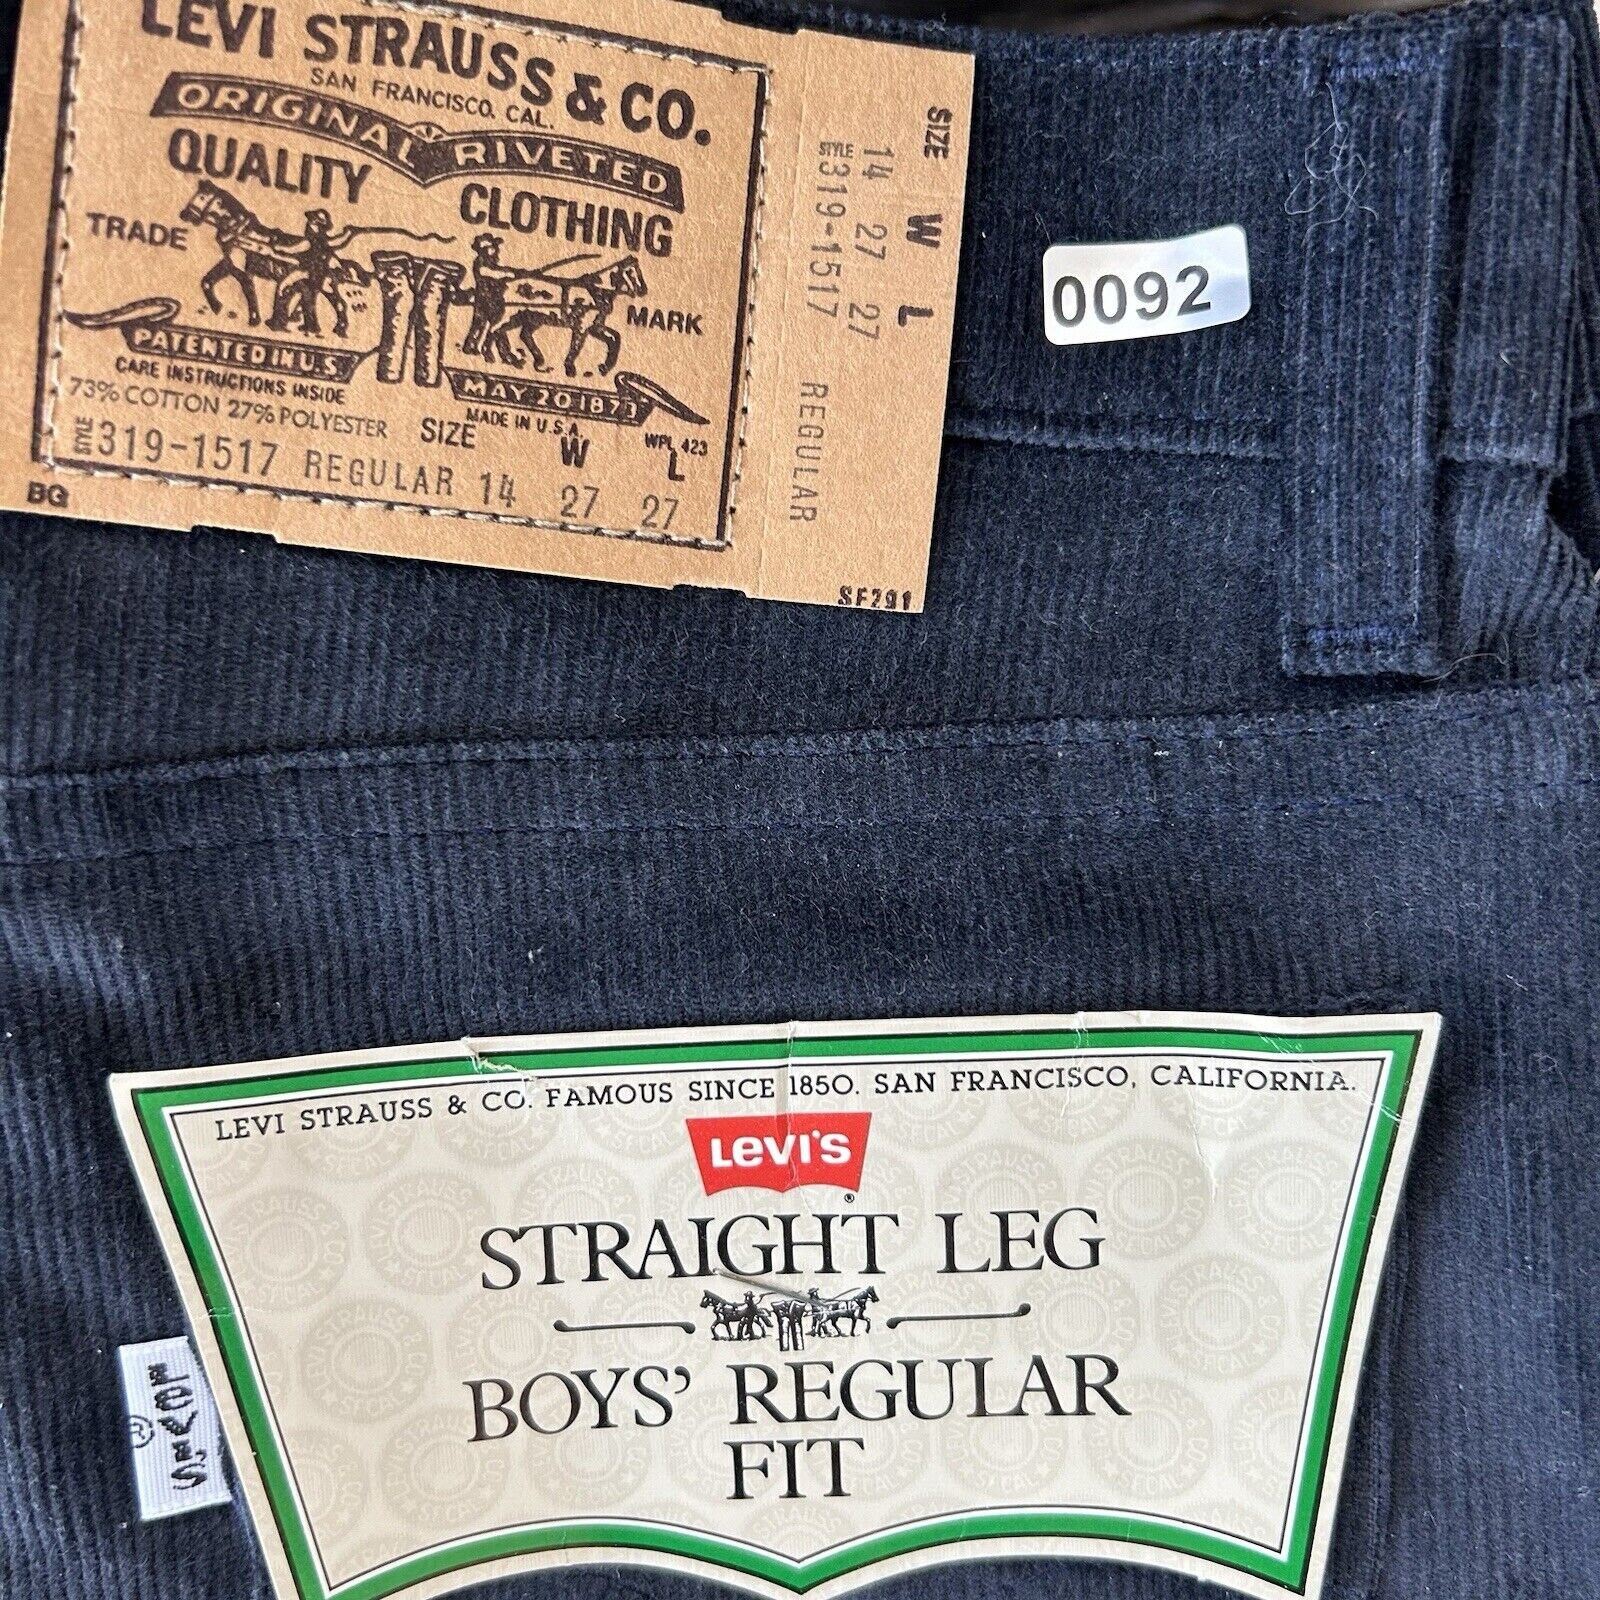 LEVI STRAUSS & CO.
SAN FRANCISCO, CAL.
ORIGINAL RIVETED
QUALITY CLOTHING
TRADE MARK
PATENTED IN U.S. MAY 20 1873
CARE INSTRUCTIONS INSIDE
MADE IN U.S.A.
73% COTTON 27% POLYESTER
WPL 423
SIZE W L
STYLE 319-1517 REGULAR 14 27 27
BG
SIZE W L
14 27 27
STYLE 319-1517 REGULAR
SF291
0092
LEVI STRAUSS & CO. FAMOUS SINCE 1850. SAN FRANCISCO, CALIFORNIA.
LEVI'S ®
STRAIGHT LEG
BOYS' REGULAR
FIT
LEVI'S ®